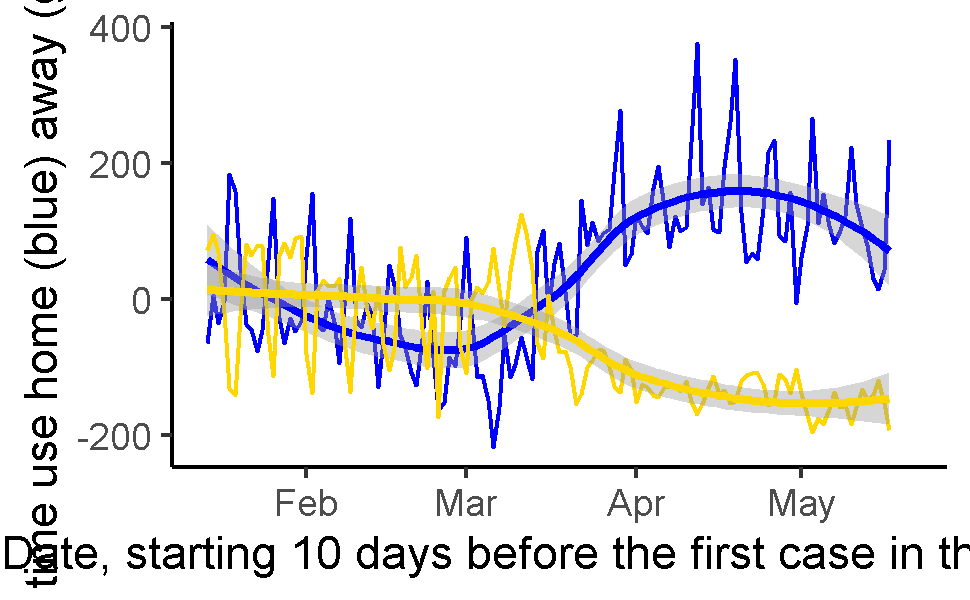 time use home (blue) away (
400
200
0
-200
Feb Mar Apr May
Date, starting 10 days before the first case in th